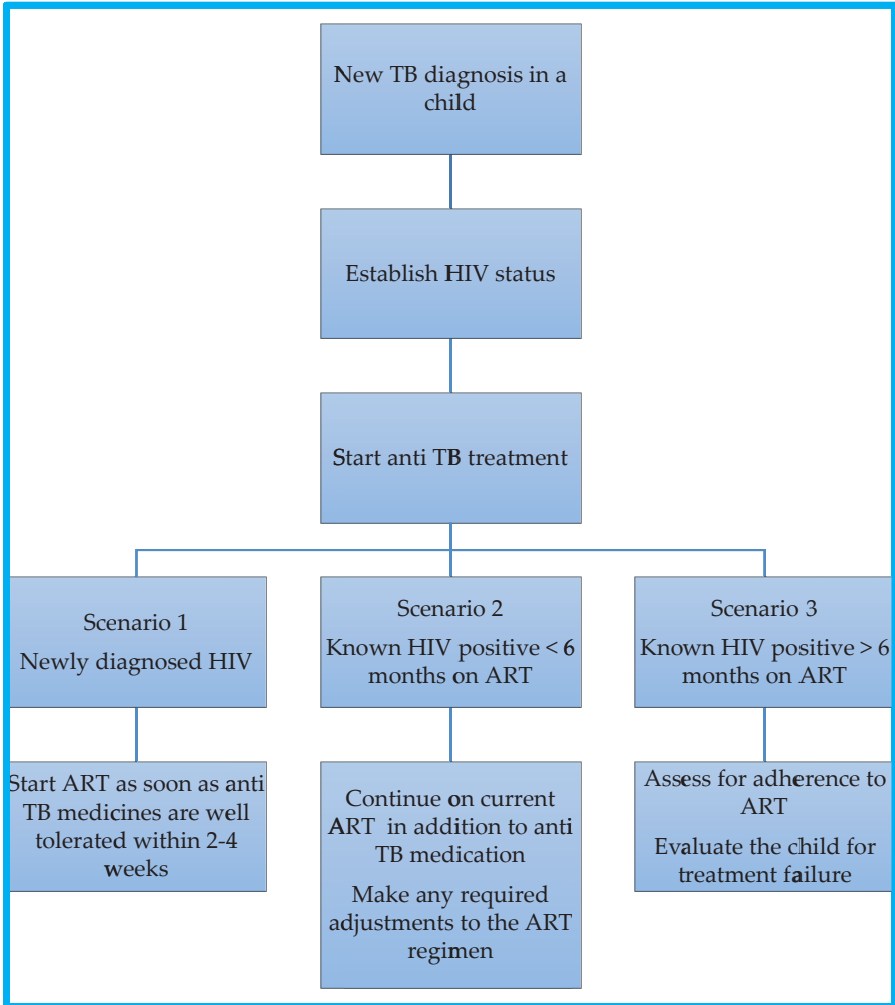 New TB diagnosis in a
child
Establish HIV status
Start anti TB treatment
Scenario 1
Newly diagnosed HIV
Start ART as soon as anti
TB medicines are well
tolerated within 2-4
weeks
Scenario 2
Known HIV positive < 6
months on ART
Continue on current
ART in addition to anti
TB medication
Make any required
adjustments to the ART
regimen
Scenario 3
Known HIV positive > 6
months on ART
Assess for adherence to
ART
Evaluate the child for
treatment failure